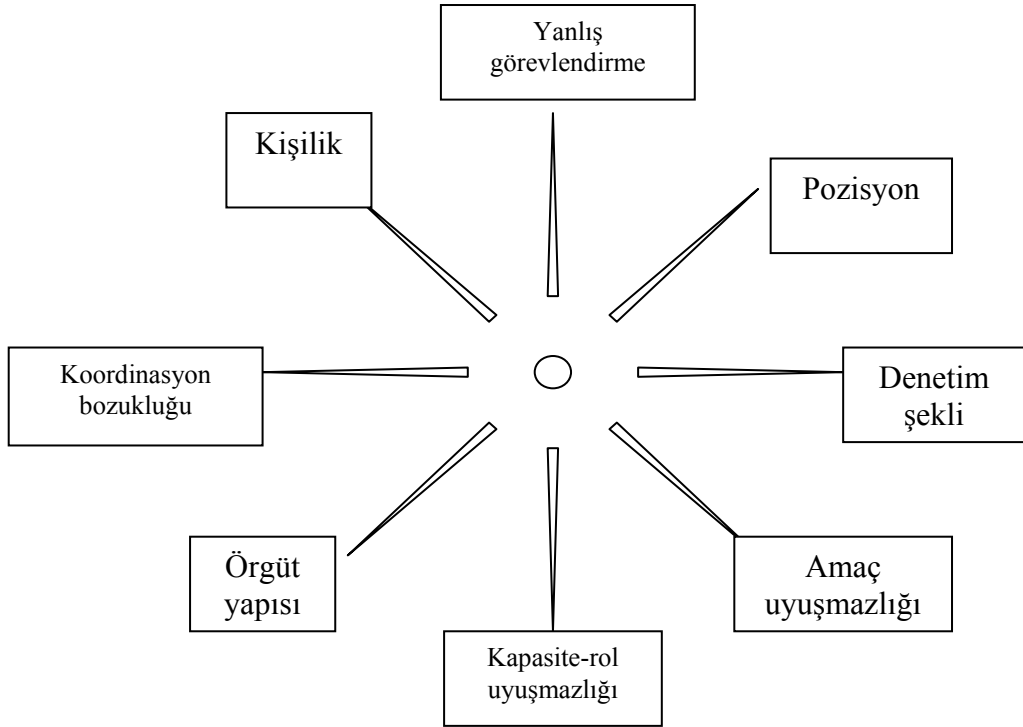 Yanlış
görevlendirme
Kişilik
Pozisyon
Koordinasyon
bozukluğu
Denetim
şekli
Örgüt
yapısı
Amaç
uyuşmazlığı
Kapasite-rol
uyuşmazlığı